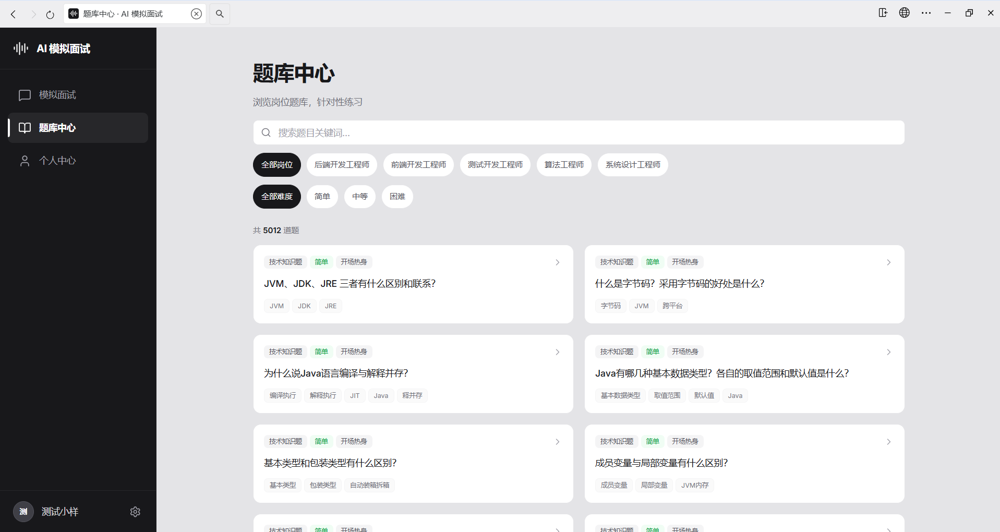 题库中心 · AI 模拟面试
AI 模拟面试
模拟面试
题库中心
个人中心
测
测试小样
题库中心
浏览岗位题库，针对性练习
搜索题目关键词...
全部岗位 后端开发工程师 前端开发工程师 测试开发工程师 算法工程师 系统设计工程师
全部难度 简单 中等 困难
共 5012 道题
技术知识题 简单 开场热身
JVM、JDK、JRE 三者有什么区别和联系？
JVM JDK JRE
技术知识题 简单 开场热身
什么是字节码？采用字节码的好处是什么？
字节码 JVM 跨平台
技术知识题 简单 开场热身
为什么说Java语言编译与解释并存？
编译执行 解释执行 JIT Java 释并存
技术知识题 简单 开场热身
Java有哪几种基本数据类型？各自的取值范围和默认值是什么？
基本数据类型 取值范围 默认值 Java
技术知识题 简单 开场热身
基本类型和包装类型有什么区别？
基本类型 包装类型 自动装箱拆箱
技术知识题 简单 开场热身
成员变量与局部变量有什么区别？
成员变量 局部变量 JVM内存
技术知识题 简单 开场热身
技术知识题 简单 开场热身